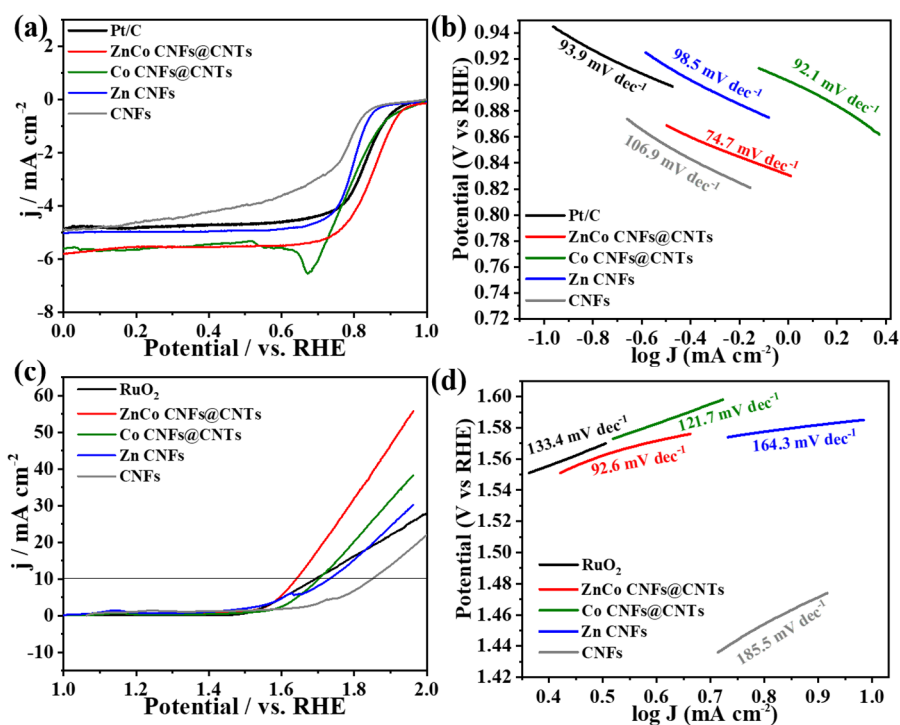 (a)
j / mA cm⁻²
2
0
-2
-4
-6
-8
0.0 0.2 0.4 0.6 0.8 1.0
Potential / vs. RHE
Pt/C
ZnCo CNFs@CNTs
Co CNFs@CNTs
Zn CNFs
CNFs
(b)
Potential (V vs RHE)
0.94
0.92
0.90
0.88
0.86
0.84
0.82
0.80
0.78
0.76
0.74
0.72
-1.0 -0.8 -0.6 -0.4 -0.2 0.0 0.2 0.4
log J (mA cm⁻²)
93.9 mV dec⁻¹
98.5 mV dec⁻¹
92.1 mV dec⁻¹
74.7 mV dec⁻¹
106.9 mV dec⁻¹
Pt/C
ZnCo CNFs@CNTs
Co CNFs@CNTs
Zn CNFs
CNFs
(c)
j / mA cm⁻²
60
50
40
30
20
10
0
-10
1.0 1.2 1.4 1.6 1.8 2.0
Potential / vs. RHE
RuO₂
ZnCo CNFs@CNTs
Co CNFs@CNTs
Zn CNFs
CNFs
(d)
Potential (V vs RHE)
1.60
1.58
1.56
1.54
1.52
1.50
1.48
1.46
1.44
1.42
0.4 0.5 0.6 0.7 0.8 0.9 1.0
log J (mA cm⁻²)
133.4 mV dec⁻¹
121.7 mV dec⁻¹
92.6 mV dec⁻¹
164.3 mV dec⁻¹
185.5 mV dec⁻¹
RuO₂
ZnCo CNFs@CNTs
Co CNFs@CNTs
Zn CNFs
CNFs